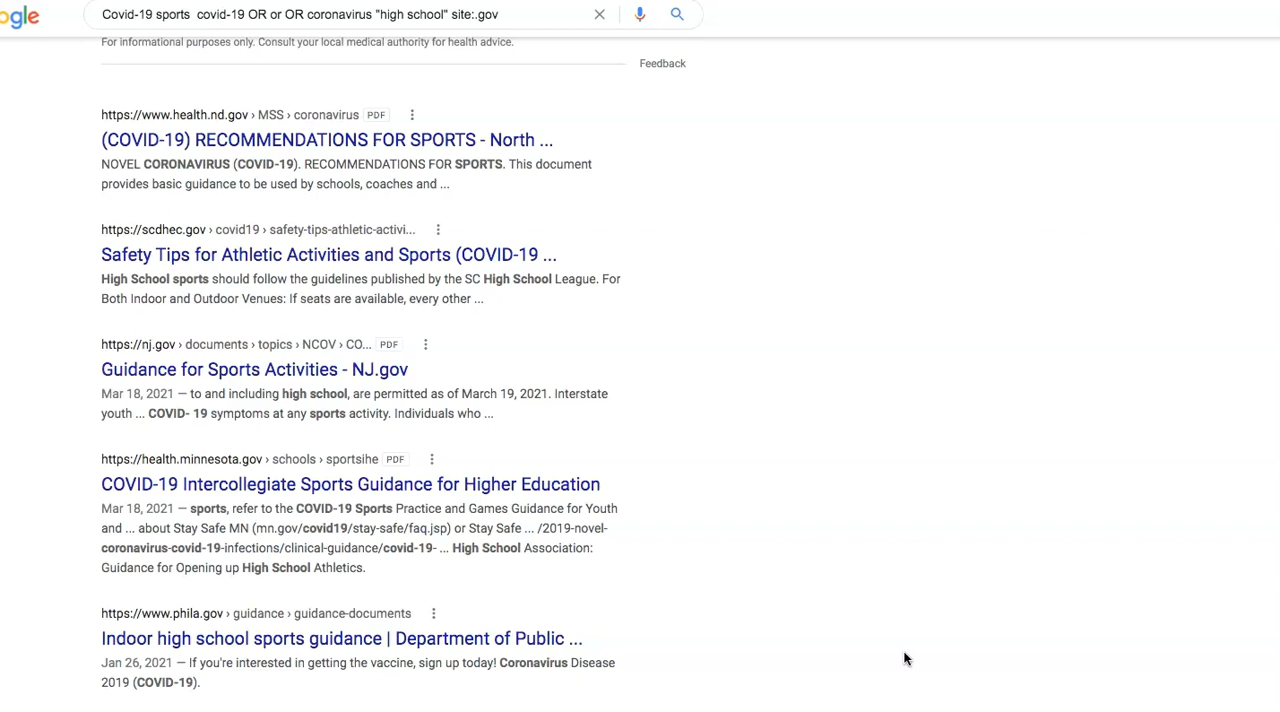 ogle Covid-19 sports covid-19 OR or OR coronavirus "high school" site:.gov
For informational purposes only. Consult your local medical authority for health advice.
Feedback
https://www.health.nd.gov › MSS › coronavirus PDF
(COVID-19) RECOMMENDATIONS FOR SPORTS - North ...
NOVEL CORONAVIRUS (COVID-19). RECOMMENDATIONS FOR SPORTS. This document
provides basic guidance to be used by schools, coaches and ...
https://scdhec.gov › covid19 › safety-tips-athletic-activi...
Safety Tips for Athletic Activities and Sports (COVID-19 ...
High School sports should follow the guidelines published by the SC High School League. For
Both Indoor and Outdoor Venues: If seats are available, every other ...
https://nj.gov › documents › topics › NCOV › CO... PDF
Guidance for Sports Activities - NJ.gov
Mar 18, 2021 — to and including high school, are permitted as of March 19, 2021. Interstate
youth ... COVID- 19 symptoms at any sports activity. Individuals who ...
https://health.minnesota.gov › schools › sportsihe PDF
COVID-19 Intercollegiate Sports Guidance for Higher Education
Mar 18, 2021 — sports, refer to the COVID-19 Sports Practice and Games Guidance for Youth
and ... about Stay Safe MN (mn.gov/covid19/stay-safe/faq.jsp) or Stay Safe ... /2019-novel-
coronavirus-covid-19-infections/clinical-guidance/covid-19- ... High School Association:
Guidance for Opening up High School Athletics.
https://www.phila.gov › guidance › guidance-documents
Indoor high school sports guidance | Department of Public ...
Jan 26, 2021 — If you're interested in getting the vaccine, sign up today! Coronavirus Disease
2019 (COVID-19).